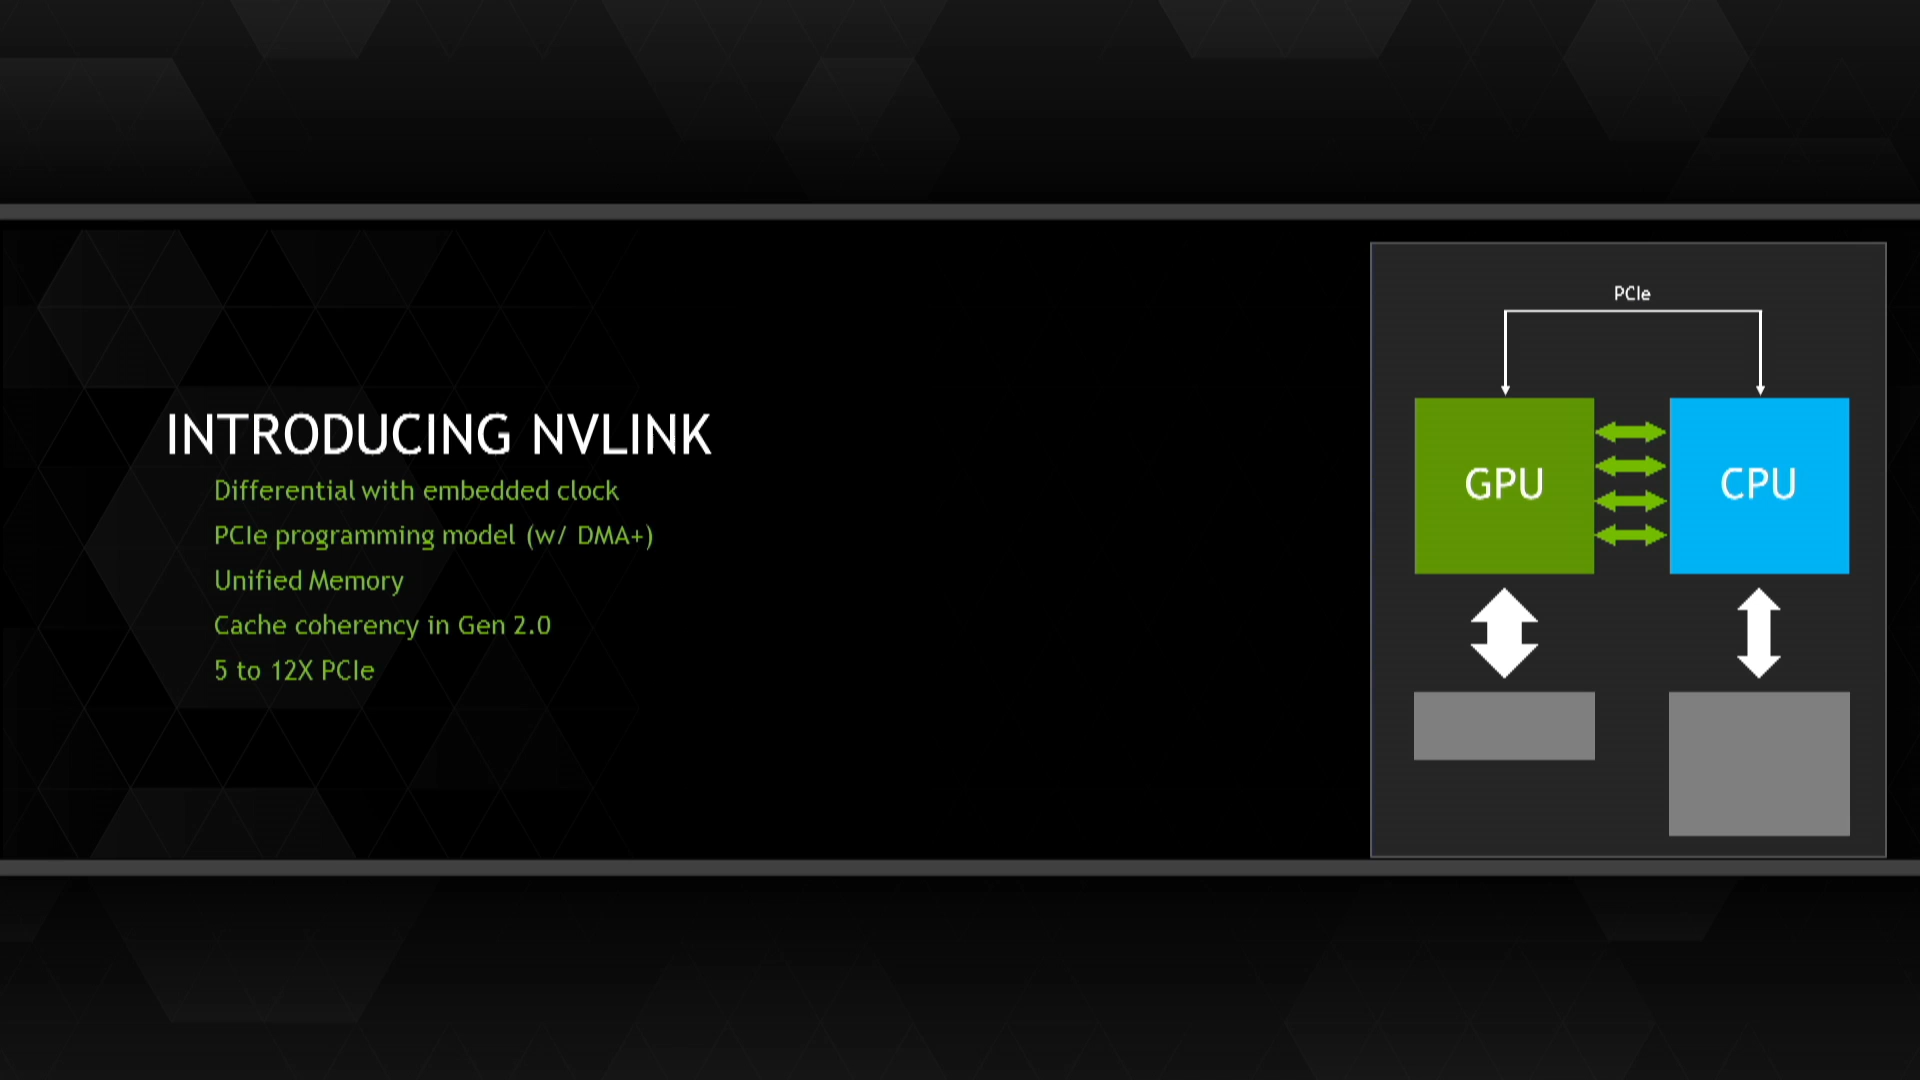 INTRODUCING NVLINK
Differential with embedded clock
PCIe programming model (w/ DMA+)
Unified Memory
Cache coherency in Gen 2.0
5 to 12X PCIe
PCIe
GPU
CPU